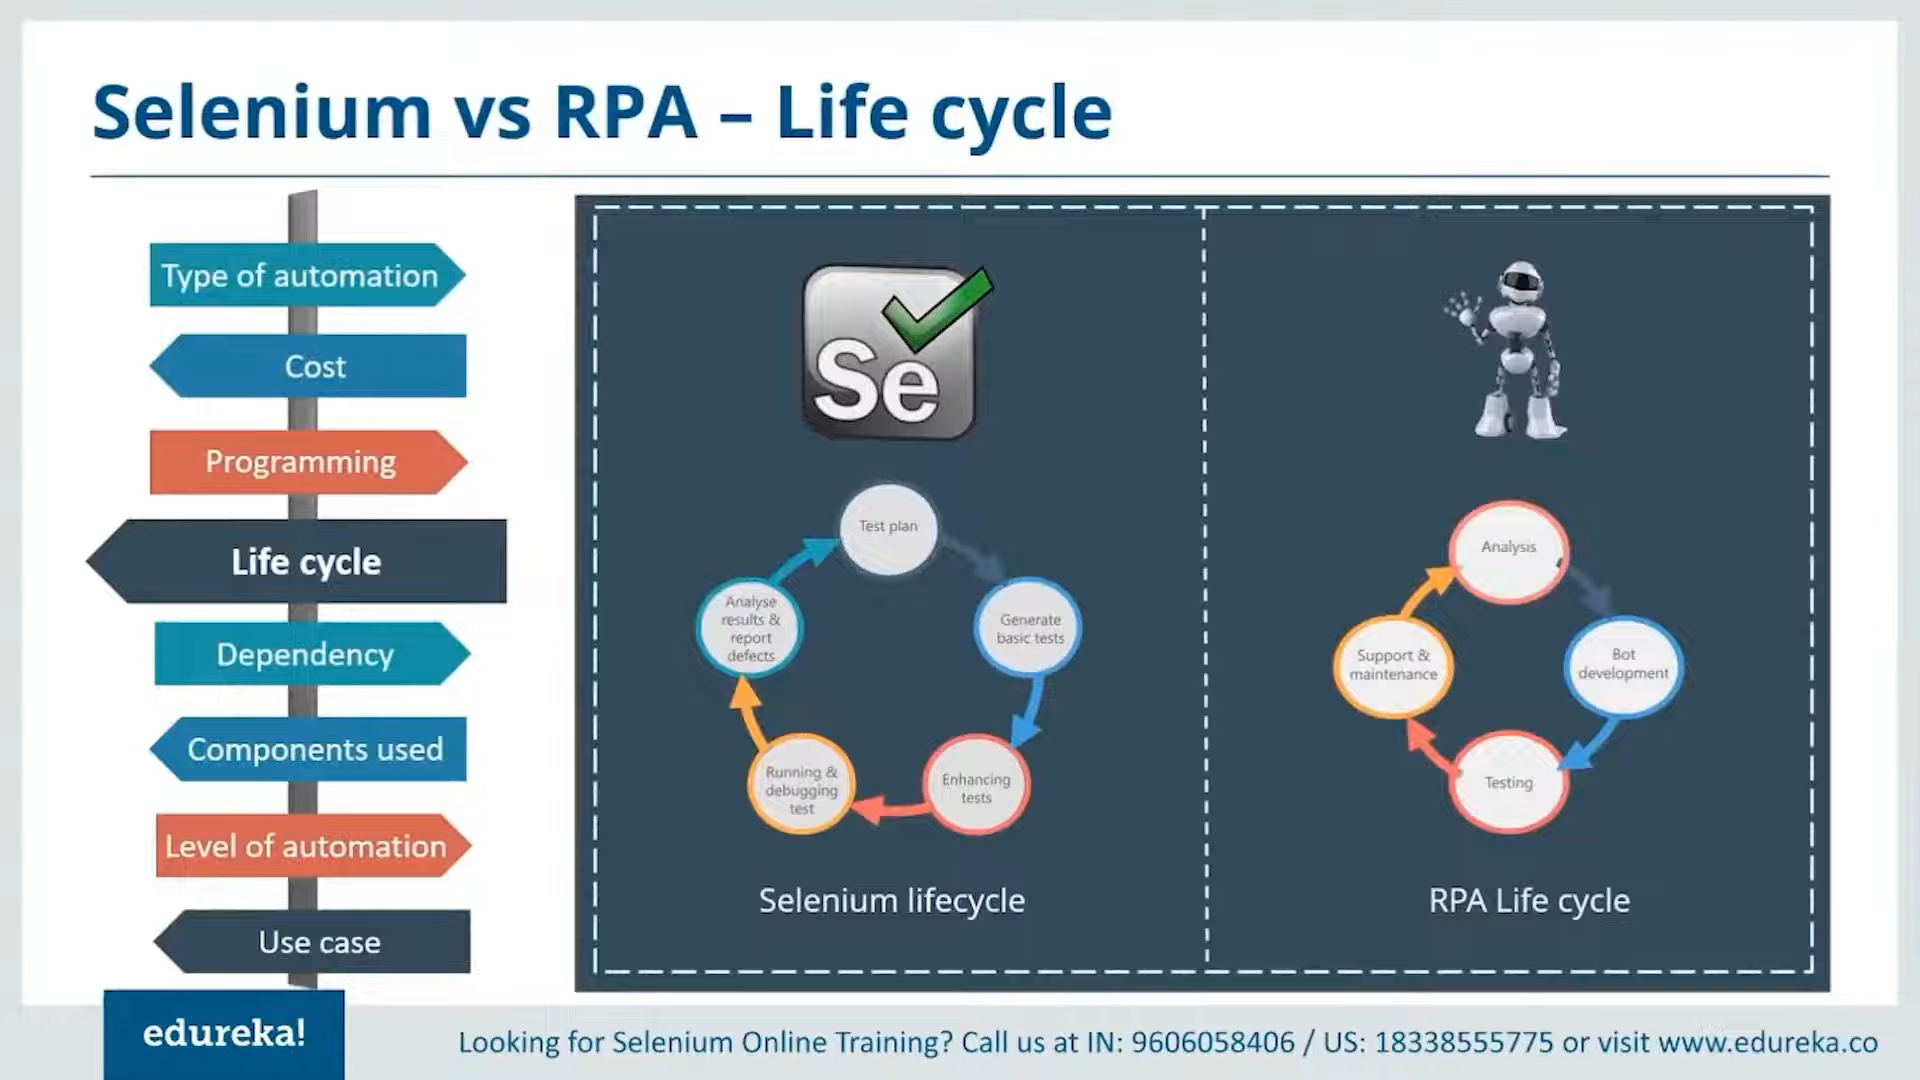 Selenium vs RPA – Life cycle
Type of automation
Cost
Programming
Life cycle
Dependency
Components used
Level of automation
Use case
Se
Test plan
Generate
basic tests
Enhancing
tests
Running &
debugging
test
Analyse
results &
report
defects
Selenium lifecycle
Analysis
Bot
development
Testing
Support &
maintenance
RPA Life cycle
edureka!
Looking for Selenium Online Training? Call us at IN: 9606058406 / US: 18338555775 or visit www.edureka.co